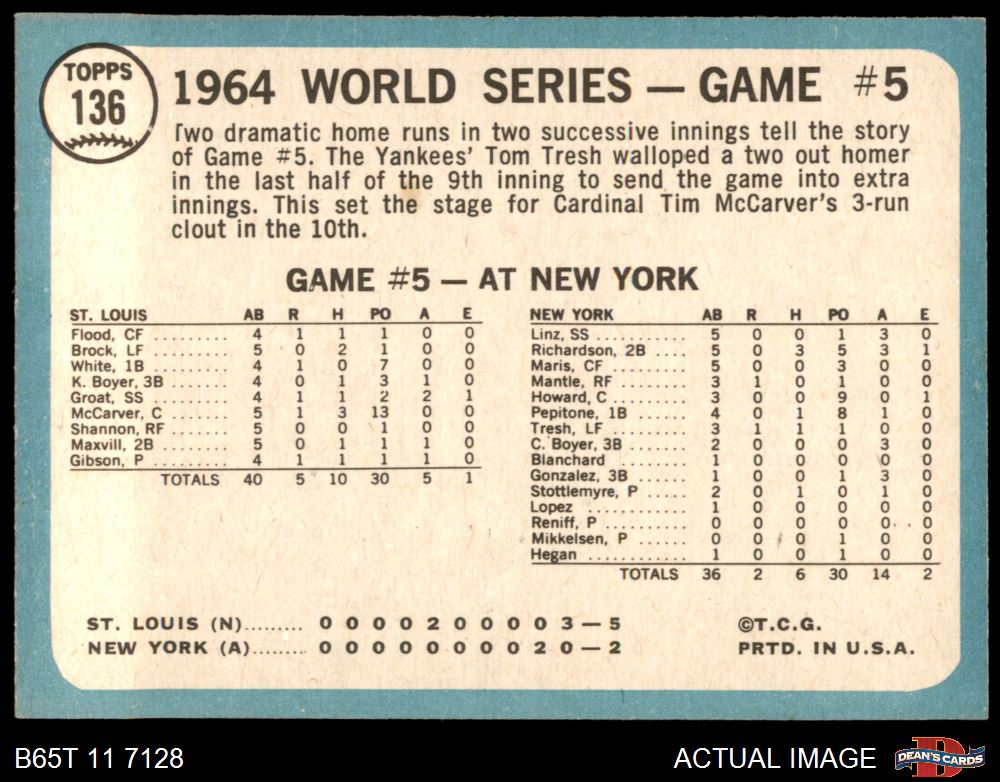 TOPPS
136
1964 WORLD SERIES — GAME #5
Two dramatic home runs in two successive innings tell the story
of Game #5. The Yankees' Tom Tresh walloped a two out homer
in the last half of the 9th inning to send the game into extra
innings. This set the stage for Cardinal Tim McCarver's 3-run
clout in the 10th.
GAME #5 — AT NEW YORK
ST. LOUIS AB R H PO A E
Flood, CF ......... 4 1 1 1 0 0
Brock, LF ......... 5 0 2 1 0 0
White, 1B ......... 4 1 0 7 0 0
K. Boyer, 3B ....... 4 0 1 3 1 0
Groat, SS ......... 4 1 1 2 2 1
McCarver, C ....... 5 1 3 13 0 0
Shannon, RF ....... 5 0 0 1 0 0
Maxvill, 2B ........ 5 0 1 1 1 0
Gibson, P ......... 4 1 1 1 1 0
TOTALS 40 5 10 30 5 1
NEW YORK AB R H PO A E
Linz, SS ........... 5 0 0 1 3 0
Richardson, 2B .... 5 0 3 5 3 1
Maris, CF ......... 5 0 0 3 0 0
Mantle, RF ........ 3 1 0 1 0 0
Howard, C ......... 3 0 0 9 0 1
Pepitone, 1B ...... 4 0 1 8 1 0
Tresh, LF ......... 3 1 1 1 0 0
C. Boyer, 3B ....... 2 0 0 0 3 0
Blanchard ........ 1 0 0 0 0 0
Gonzalez, 3B ...... 1 0 0 1 3 0
Stottlemyre, P ..... 2 0 1 0 1 0
Lopez ............ 1 0 0 0 0 0
Reniff, P .......... 0 0 0 0 0 0
Mikkelsen, P ...... 0 0 0 1 0 0
Hegan ............ 1 0 0 1 0 0
TOTALS 36 2 6 30 14 2
ST. LOUIS (N)......... 0 0 0 0 2 0 0 0 0 3 — 5
NEW YORK (A)........ 0 0 0 0 0 0 0 0 2 0 — 2
©T.C.G.
PRTD. IN U.S.A.
B65T 11 7128
ACTUAL IMAGE
D
DEAN'S CARDS